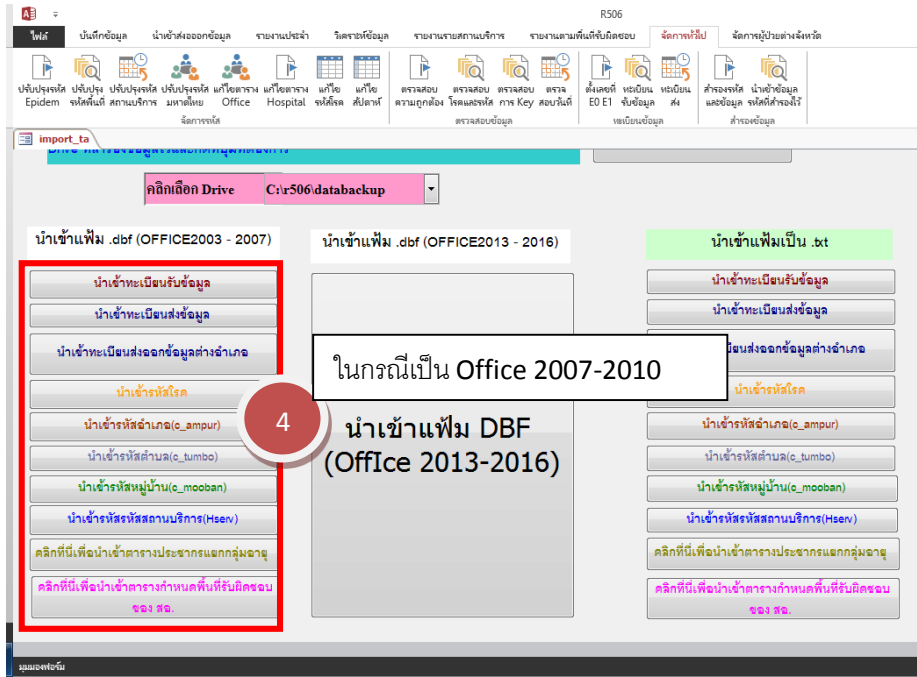 R506
ไฟล์ บันทึกข้อมูล นำเข้าส่งออกข้อมูล รายงานประจำ วิเคราะห์ข้อมูล รายงานรายสถานบริการ รายงานตามพื้นที่รับผิดชอบ จัดการทั่วไป จัดการผู้ป่วยต่างจังหวัด
ปรับปรุงรหัส ปรับปรุง ปรับปรุงรหัส ปรับปรุงรหัส แก้ไขตาราง แก้ไขตาราง แก้ไข แก้ไข ตรวจสอบ ตรวจสอบ ตรวจสอบ ตรวจ ตั้งเลขที่ ทะเบียน ทะเบียน สำรองรหัส นำเข้าข้อมูล
Epidem รหัสพื้นที่ สถานบริการ มหาดไทย Office Hospital รหัสโรค สัปดาห์ ความถูกต้อง โรคและรหัส การ Key สอบวันที่ E0 E1 รับข้อมูล ส่ง และข้อมูล รหัสที่สำรองไว้
จัดการรหัส ตรวจสอบข้อมูล ทะเบียนข้อมูล สำรองข้อมูล
import_ta
คลิกเลือก Drive C:\r506\databackup
นำเข้าแฟ้ม .dbf (OFFICE2003 - 2007)
นำเข้าทะเบียนรับข้อมูล
นำเข้าทะเบียนส่งข้อมูล
นำเข้าทะเบียนส่งออกข้อมูลต่างอำเภอ
นำเข้ารหัสโรค
นำเข้ารหัสอำเภอ(c_ampur)
นำเข้ารหัสตำบล(c_tumbo)
นำเข้ารหัสหมู่บ้าน(c_mooban)
นำเข้ารหัสรหัสสถานบริการ(Hserv)
คลิกที่นี่เพื่อนำเข้าตารางประชากรแยกกลุ่มอายุ
คลิกที่นี่เพื่อนำเข้าตารางกำหนดพื้นที่รับผิดชอบ
ของ สอ.
4
นำเข้าแฟ้ม .dbf (OFFICE2013 - 2016)
ในกรณีเป็น Office 2007-2010
นำเข้าแฟ้ม DBF
(OffIce 2013-2016)
นำเข้าแฟ้มเป็น .txt
นำเข้าทะเบียนรับข้อมูล
นำเข้าทะเบียนส่งข้อมูล
เบียนส่งออกข้อมูลต่างอำเภอ
นำเข้ารหัสโรค
นำเข้ารหัสอำเภอ(c_ampur)
นำเข้ารหัสตำบล(c_tumbo)
นำเข้ารหัสหมู่บ้าน(c_mooban)
นำเข้ารหัสรหัสสถานบริการ(Hserv)
คลิกที่นี่เพื่อนำเข้าตารางประชากรแยกกลุ่มอายุ
คลิกที่นี่เพื่อนำเข้าตารางกำหนดพื้นที่รับผิดชอบ
ของ สอ.
มุมมองฟอร์ม